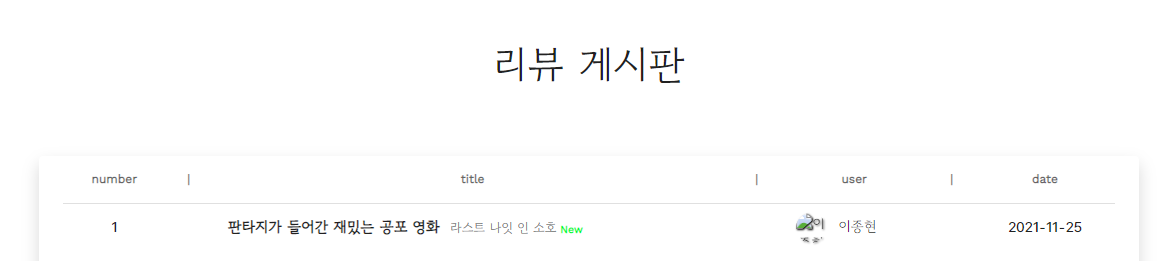 리뷰 게시판
number | title | user | date
1 판타지가 들어간 재밌는 공포 영화 라스트 나잇 인 소호 New 이종현 2021-11-25